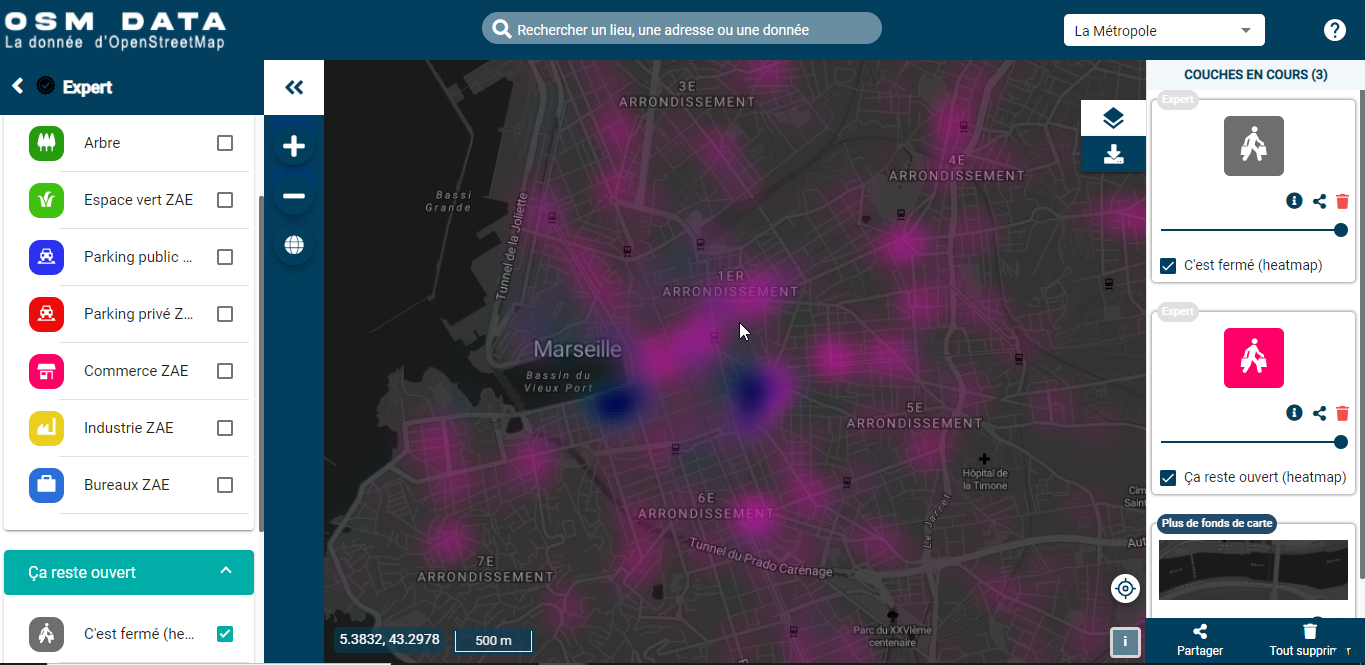 OSM DATA
La donnée d'OpenStreetMap
Rechercher un lieu, une adresse ou une donnée
La Métropole
?
Expert
Arbre
Espace vert ZAE
Parking public ...
Parking privé Z...
Commerce ZAE
Industrie ZAE
Bureaux ZAE
Ça reste ouvert
C'est fermé (he...
3E
ARRONDISSEMENT
4E
ARRONDISSEMENT
Bassi
Grande
Tunnel de la Joliette
1ER
ARRONDISSEMENT
Marseille
Bassin du
Vieux Port
5E
ARRONDISSEMENT
Hôpital de
la Timone
6E
ARRONDISSEMENT
Le Jarret
Cim
Saint
Tunnel du Prado Carénage
Aut
7E
ARRONDISSEMENT
Parc du XXVIème
centenaire
5.3832, 43.2978
500 m
i
COUCHES EN COURS (3)
Expert
C'est fermé (heatmap)
Expert
Ça reste ouvert (heatmap)
Plus de fonds de carte
Partager
Tout supprimer